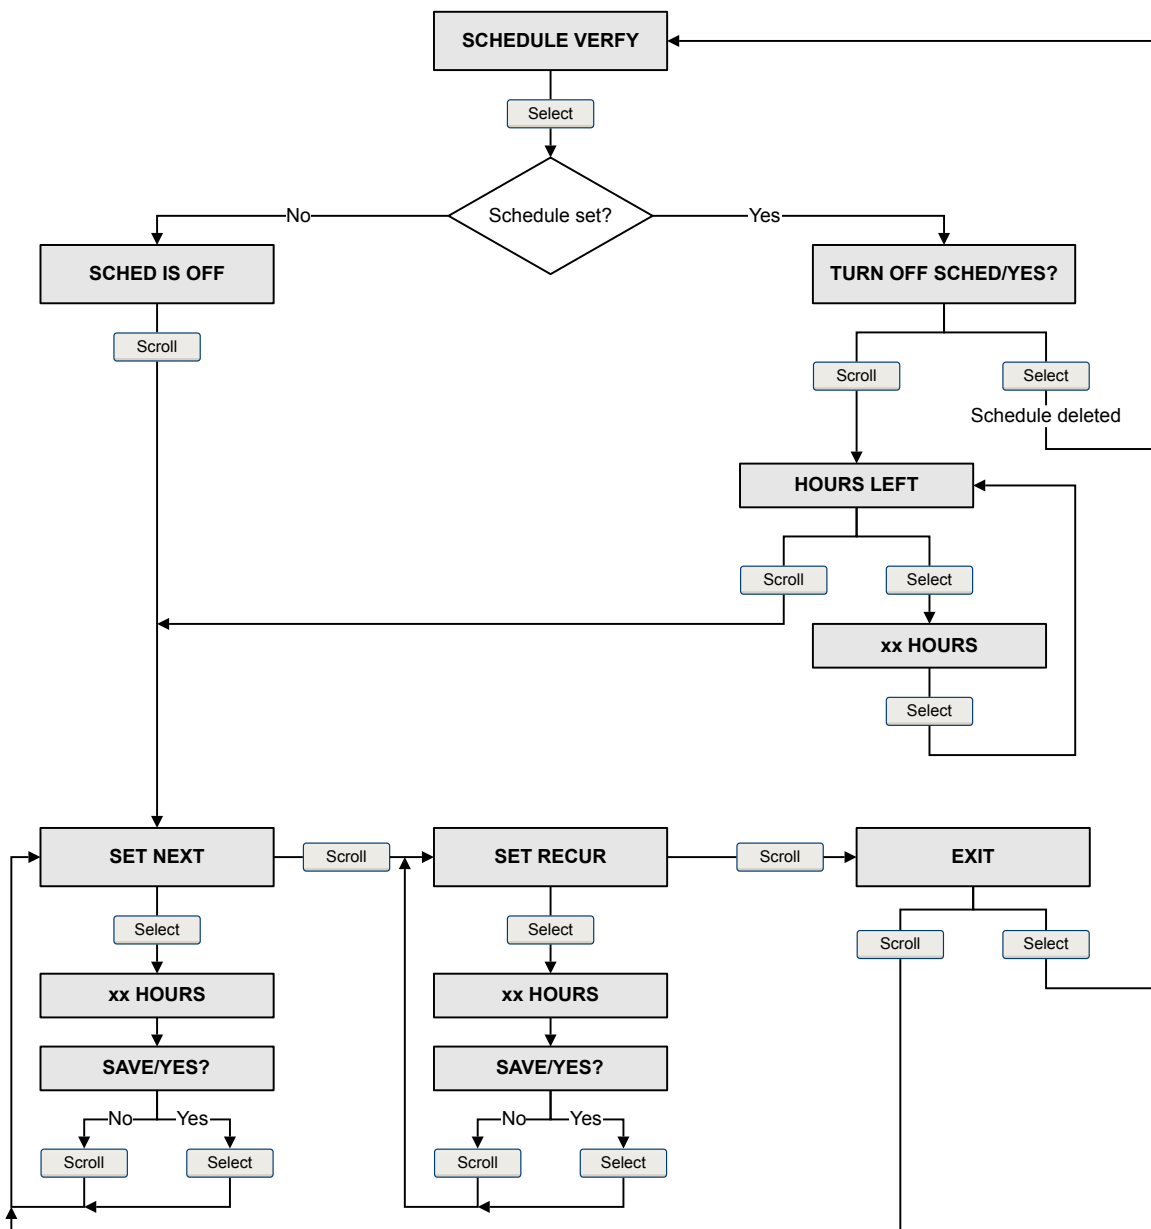 SCHEDULE VERFY
Select
Schedule set?
No
Yes
SCHED IS OFF
TURN OFF SCHED/YES?
Scroll
Scroll
Select
Schedule deleted
HOURS LEFT
Scroll
Select
xx HOURS
Select
SET NEXT
Scroll
SET RECUR
Scroll
EXIT
Select
Select
Scroll
Select
xx HOURS
xx HOURS
SAVE/YES?
SAVE/YES?
No
Yes
No
Yes
Scroll
Select
Scroll
Select